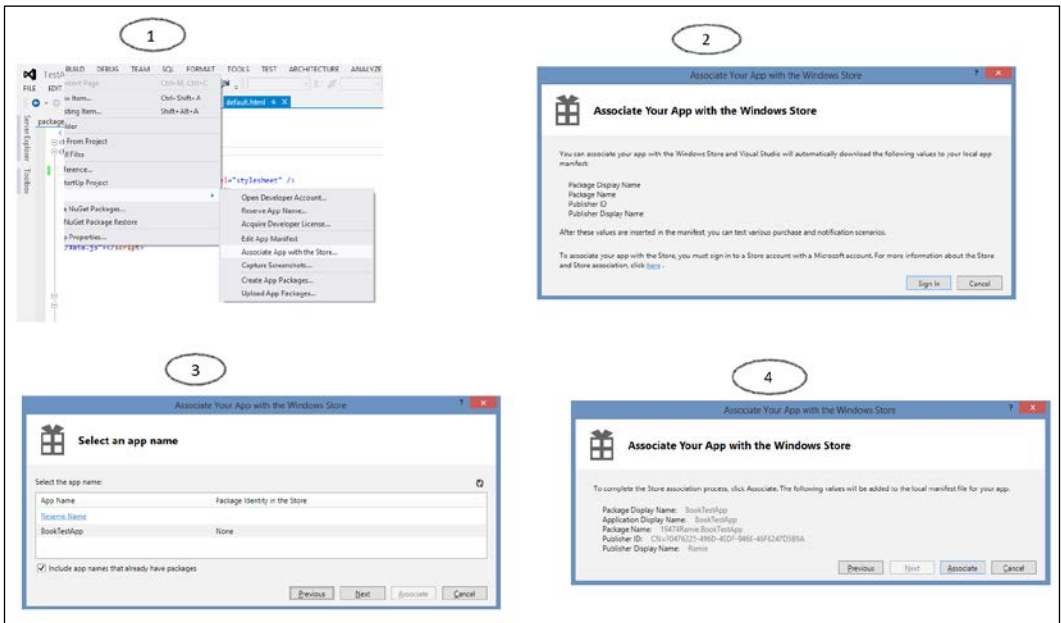 1
BUILD DEBUG TEAM SQL FORMAT TOOLS TEST ARCHITECTURE ANALYZE
FILE EDIT
Ctrl+Shift+A
Shift+Alt+A
default.html
Server Explorer
Toolbox
From Project
StartUp Project
NuGet Packages...
NuGet Package Restore
Properties...
="stylesheet" />
/data.js"></script>
Open Developer Account...
Reserve App Name...
Acquire Developer License...
Edit App Manifest
Associate App with the Store...
Capture Screenshots...
Create App Packages...
Upload App Packages...
2
Associate Your App with the Windows Store ? x
Associate Your App with the Windows Store
You can associate your app with the Windows Store and Visual Studio will automatically download the following values to your local app
manifest:
Package Display Name
Package Name
Publisher ID
Publisher Display Name
After these values are inserted in the manifest, you can test various purchase and notification scenarios.
To associate your app with the Store, you must sign in to a Store account with a Microsoft account. For more information about the Store
and Store association, click here .
Sign In Cancel
3
Associate Your App with the Windows Store ? x
Select an app name
Select the app name:
App Name Package Identity in the Store
Reserve Name
BookTestApp None
Include app names that already have packages
Previous Next Associate Cancel
4
Associate Your App with the Windows Store ? x
Associate Your App with the Windows Store
To complete the Store association process, click Associate. The following values will be added to the local manifest file for your app.
Package Display Name: BookTestApp
Application Display Name: BookTestApp
Package Name: 19474Ramie.BookTestApp
Publisher ID:
Publisher Display Name: Ramie
Previous Next Associate Cancel